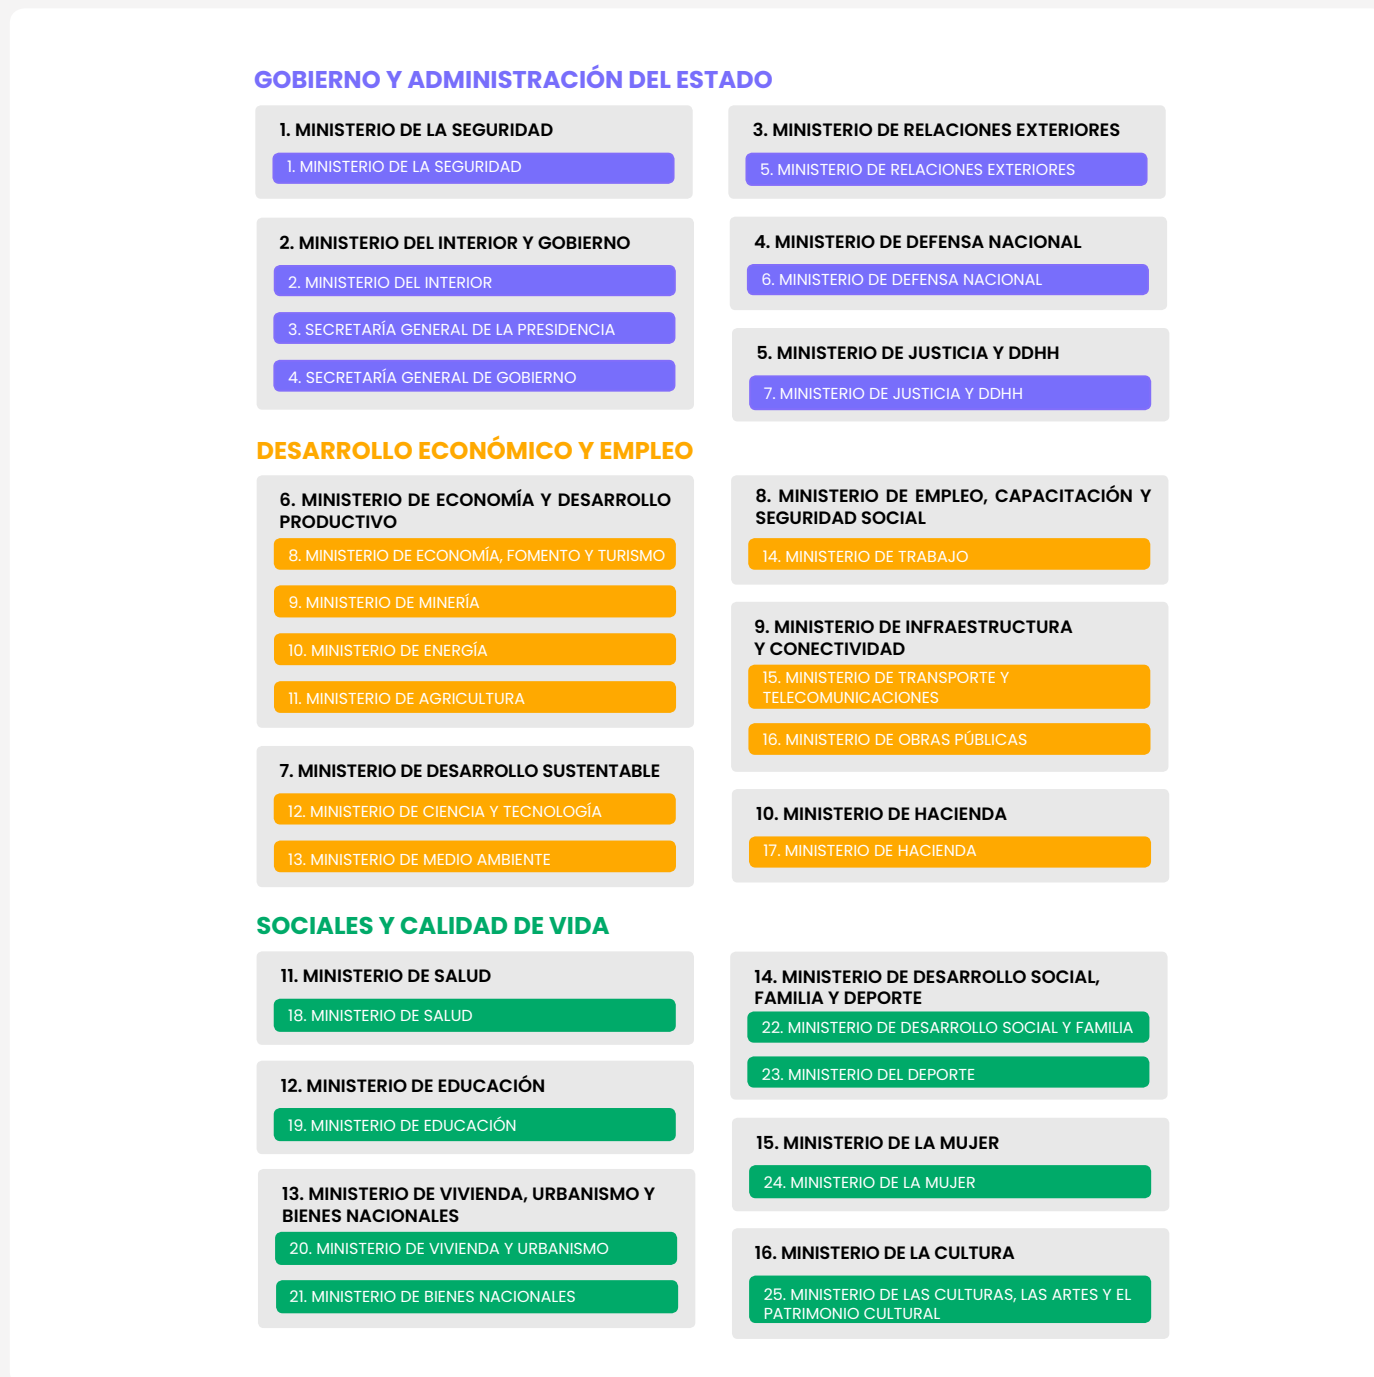 GOBIERNO Y ADMINISTRACIÓN DEL ESTADO
1. MINISTERIO DE LA SEGURIDAD
1. MINISTERIO DE LA SEGURIDAD
2. MINISTERIO DEL INTERIOR Y GOBIERNO
2. MINISTERIO DEL INTERIOR
3. SECRETARÍA GENERAL DE LA PRESIDENCIA
4. SECRETARÍA GENERAL DE GOBIERNO
3. MINISTERIO DE RELACIONES EXTERIORES
5. MINISTERIO DE RELACIONES EXTERIORES
4. MINISTERIO DE DEFENSA NACIONAL
6. MINISTERIO DE DEFENSA NACIONAL
5. MINISTERIO DE JUSTICIA Y DDHH
7. MINISTERIO DE JUSTICIA Y DDHH
DESARROLLO ECONÓMICO Y EMPLEO
6. MINISTERIO DE ECONOMÍA Y DESARROLLO
PRODUCTIVO
8. MINISTERIO DE ECONOMÍA, FOMENTO Y TURISMO
9. MINISTERIO DE MINERÍA
10. MINISTERIO DE ENERGÍA
11. MINISTERIO DE AGRICULTURA
7. MINISTERIO DE DESARROLLO SUSTENTABLE
12. MINISTERIO DE CIENCIA Y TECNOLOGÍA
13. MINISTERIO DE MEDIO AMBIENTE
8. MINISTERIO DE EMPLEO, CAPACITACIÓN Y
SEGURIDAD SOCIAL
14. MINISTERIO DE TRABAJO
9. MINISTERIO DE INFRAESTRUCTURA
Y CONECTIVIDAD
15. MINISTERIO DE TRANSPORTE Y
TELECOMUNICACIONES
16. MINISTERIO DE OBRAS PÚBLICAS
10. MINISTERIO DE HACIENDA
17. MINISTERIO DE HACIENDA
SOCIALES Y CALIDAD DE VIDA
11. MINISTERIO DE SALUD
18. MINISTERIO DE SALUD
12. MINISTERIO DE EDUCACIÓN
19. MINISTERIO DE EDUCACIÓN
13. MINISTERIO DE VIVIENDA, URBANISMO Y
BIENES NACIONALES
20. MINISTERIO DE VIVIENDA Y URBANISMO
21. MINISTERIO DE BIENES NACIONALES
14. MINISTERIO DE DESARROLLO SOCIAL,
FAMILIA Y DEPORTE
22. MINISTERIO DE DESARROLLO SOCIAL Y FAMILIA
23. MINISTERIO DEL DEPORTE
15. MINISTERIO DE LA MUJER
24. MINISTERIO DE LA MUJER
16. MINISTERIO DE LA CULTURA
25. MINISTERIO DE LAS CULTURAS, LAS ARTES Y EL
PATRIMONIO CULTURAL